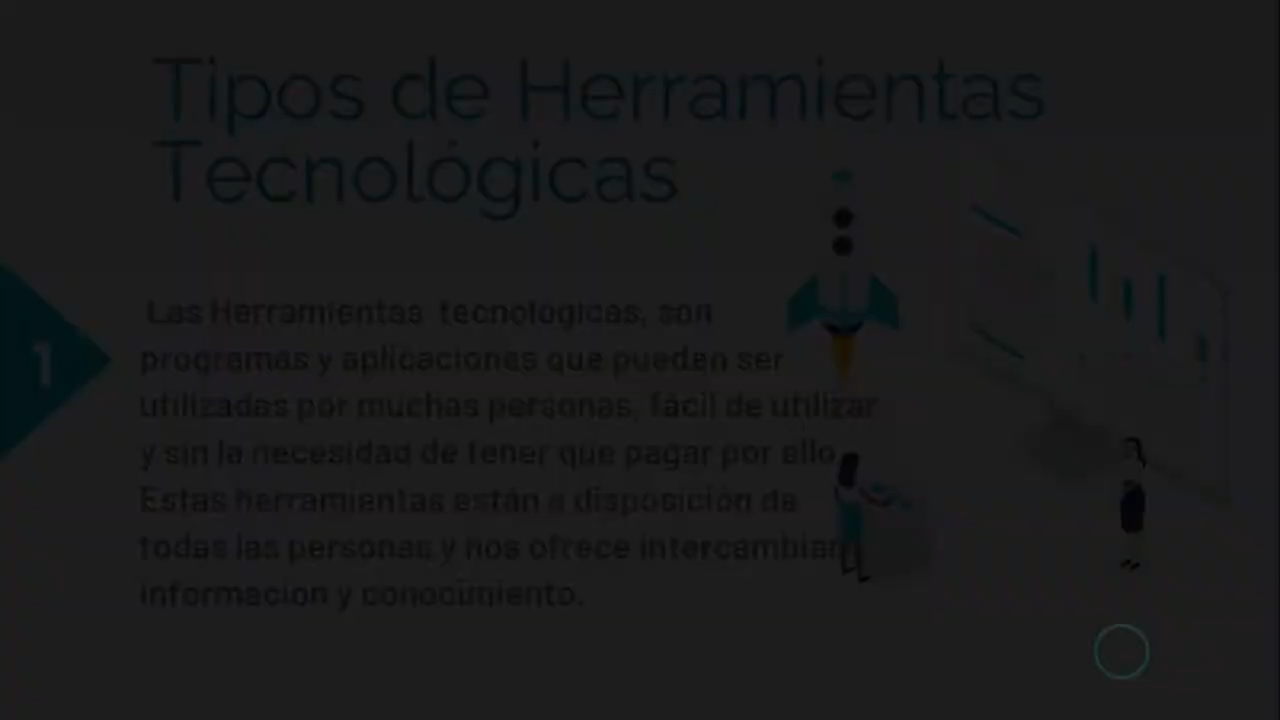 Tipos de Herramientas
Tecnológicas
1
Las Herramientas tecnológicas, son
programas y aplicaciones que pueden ser
utilizadas por muchas personas, fácil de utilizar
y sin la necesidad de tener que pagar por ello.
Estas herramientas están a disposición de
todas las personas y nos ofrece intercambiar
informacion y conocimiento.